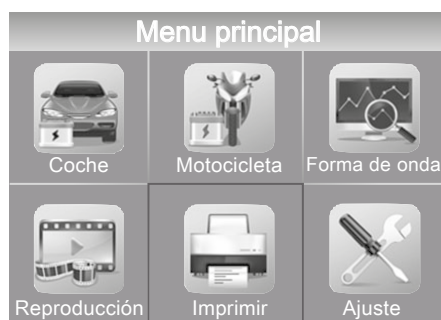 Menu principal
Coche Motocicleta Forma de onda
Reproducción Imprimir Ajuste